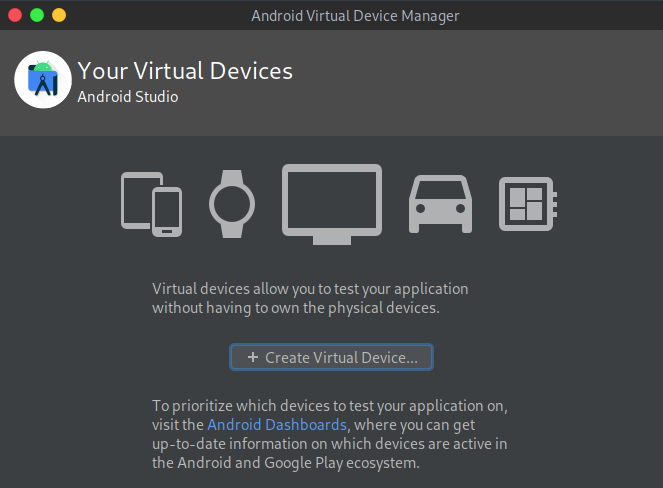 Android Virtual Device Manager
Your Virtual Devices
Android Studio
Virtual devices allow you to test your application
without having to own the physical devices.
+ Create Virtual Device...
To prioritize which devices to test your application on,
visit the Android Dashboards, where you can get
up-to-date information on which devices are active in
the Android and Google Play ecosystem.